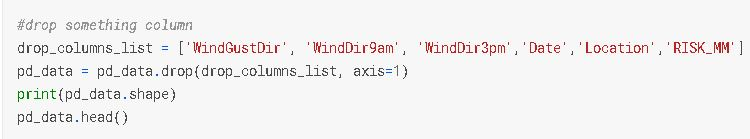 #drop something column
drop_columns_list = ['WindGustDir', 'WindDir9am', 'WindDir3pm','Date','Location','RISK_MM']
pd_data = pd_data.drop(drop_columns_list, axis=1)
print(pd_data.shape)
pd_data.head()